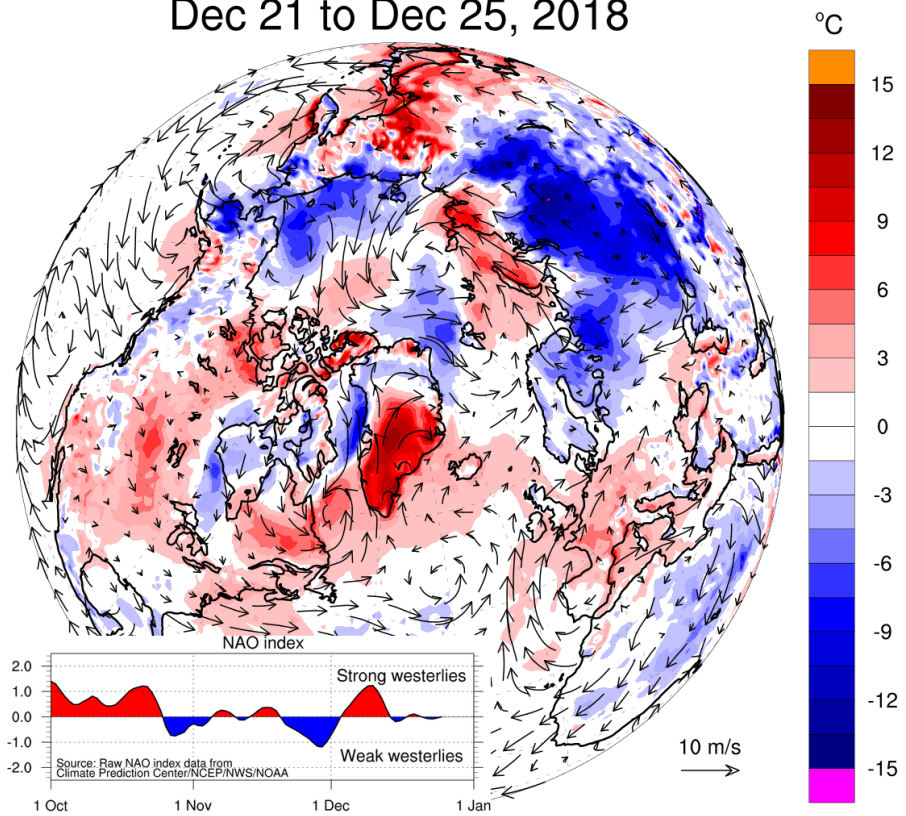 Dec 21 to Dec 25, 2018
°C
15
12
9
6
3
0
-3
-6
-9
-12
-15
NAO index
2.0
1.0
0.0
-1.0
-2.0
Strong westerlies
Weak westerlies
Source: Raw NAO index data from
Climate Prediction Center/NCEP/NWS/NOAA
1 Oct
1 Nov
1 Dec
1 Jan
10 m/s